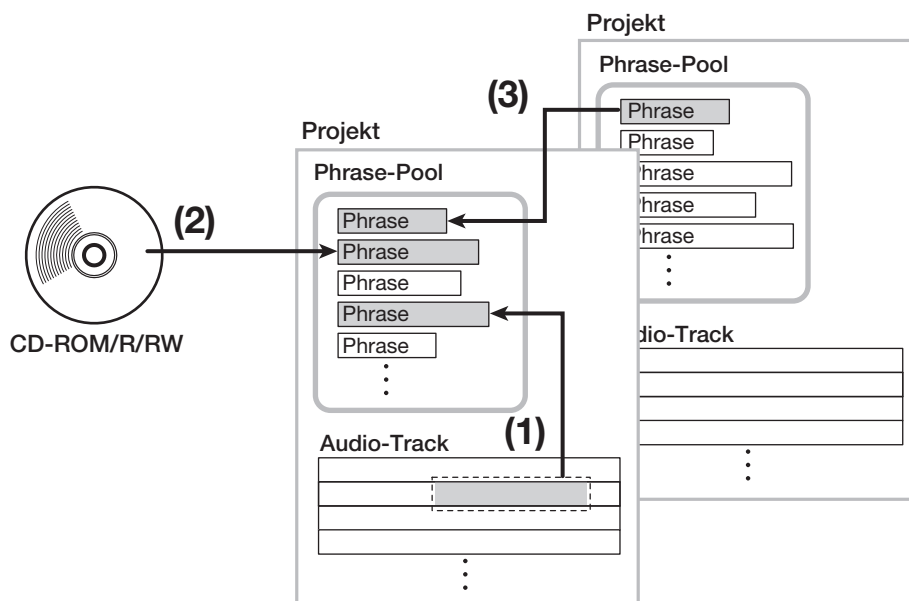 Projekt
Phrase-Pool
(3)
Phrase
Phrase
Phrase
Phrase
Phrase
Projekt
Phrase-Pool
(2)
Phrase
Phrase
Phrase
Phrase
Phrase
CD-ROM/R/RW
(1)
Audio-Track
dio-Track